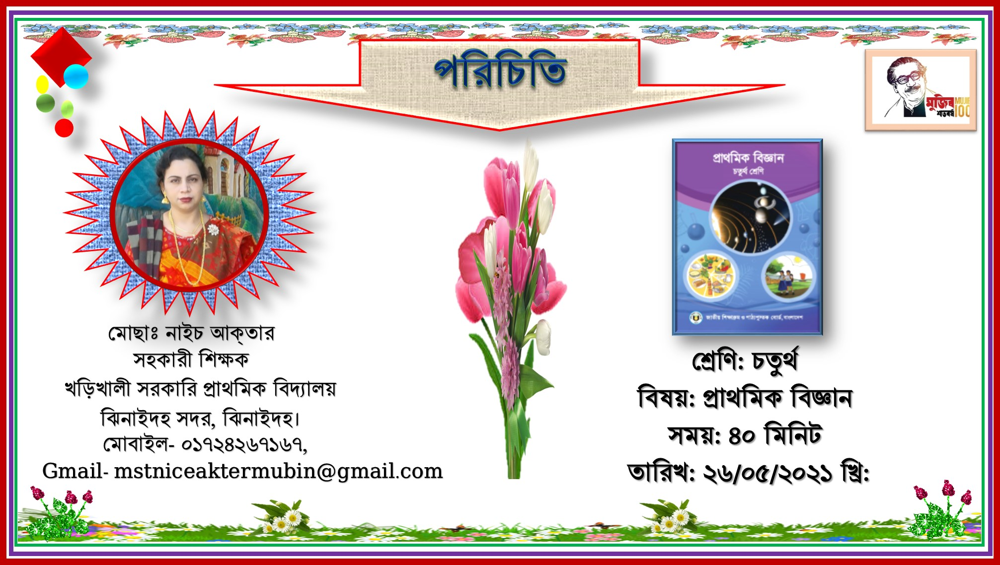 পরিচিতি
মুজিব
শতবর্ষ
MUJIB
100
প্রাথমিক বিজ্ঞান
চতুর্থ শ্রেণি
জাতীয় শিক্ষাক্রম ও পাঠ্যপুস্তক বোর্ড, বাংলাদেশ
মোছাঃ নাইচ আক্‌তার
সহকারী শিক্ষক
খড়িখালী সরকারি প্রাথমিক বিদ্যালয়
ঝিনাইদহ সদর, ঝিনাইদহ।
মোবাইল- ০১৭২৪২৬৭১৬৭,
Gmail- mstniceaktermubin@gmail.com
শ্রেণি: চতুর্থ
বিষয়: প্রাথমিক বিজ্ঞান
সময়: ৪০ মিনিট
তারিখ: ২৬/০৫/২০২১ খ্রি: